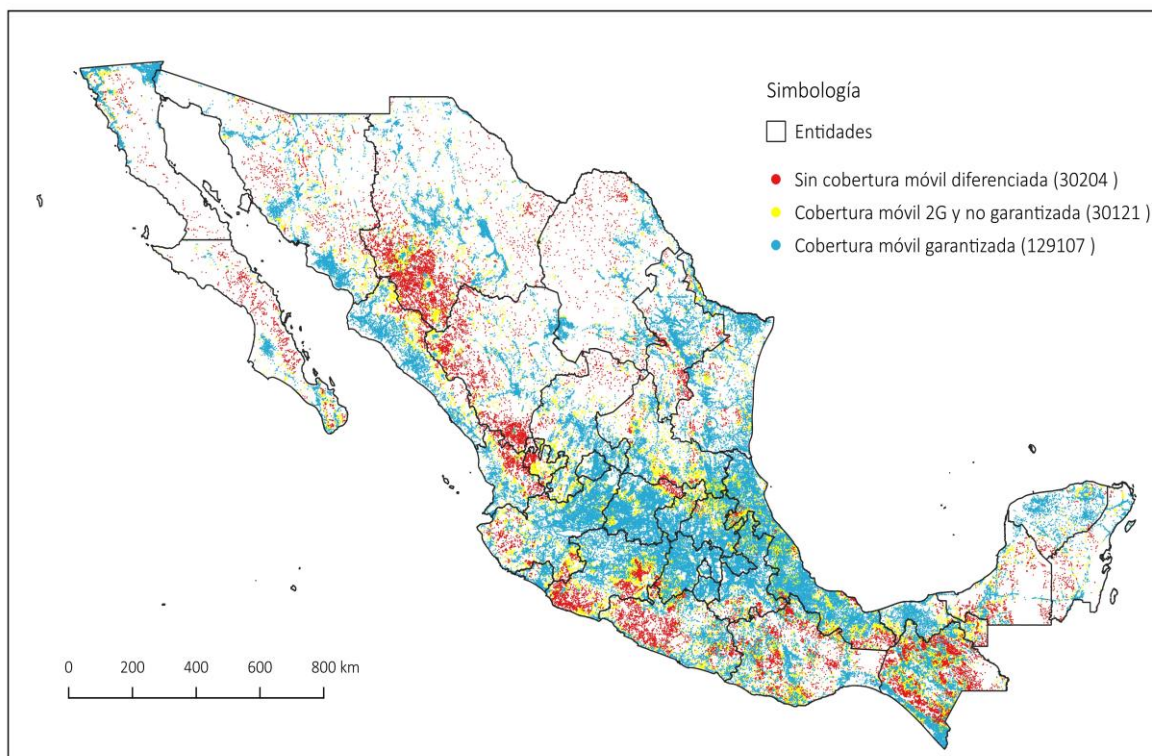 Simbología
Entidades
Sin cobertura móvil diferenciada (30204 )
Cobertura móvil 2G y no garantizada (30121 )
Cobertura móvil garantizada (129107 )
0 200 400 600 800 km